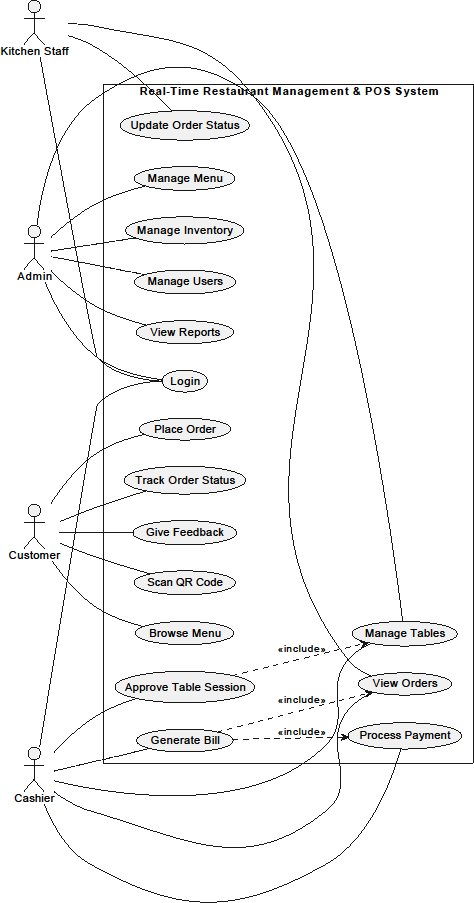 Kitchen Staff
Real-Time Restaurant Management & POS System
Update Order Status
Manage Menu
Manage Inventory
Admin
Manage Users
View Reports
Login
Place Order
Track Order Status
Customer
Give Feedback
Scan QR Code
Browse Menu
Manage Tables
«include»
Approve Table Session
View Orders
«include»
Generate Bill
«include»
Process Payment
Cashier